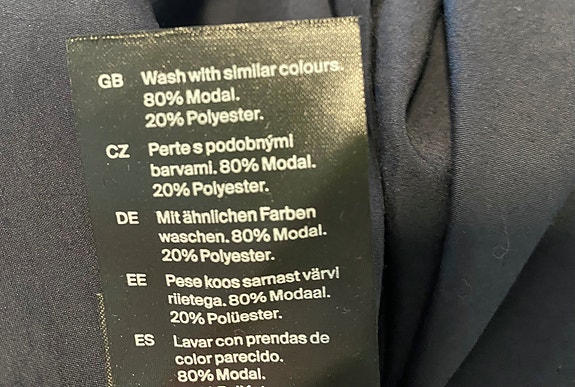 GB Wash with similar colours.
80% Modal.
20% Polyester.
CZ Perte s podobnými
barvami. 80% Modal.
20% Polyester.
DE Mit ähnlichen Farben
waschen. 80% Modal.
20% Polyester.
EE Pese koos sarnast värvi
riietega. 80% Modaal.
20% Polüester.
ES Lavar con prendas de
color parecido.
80% Modal.